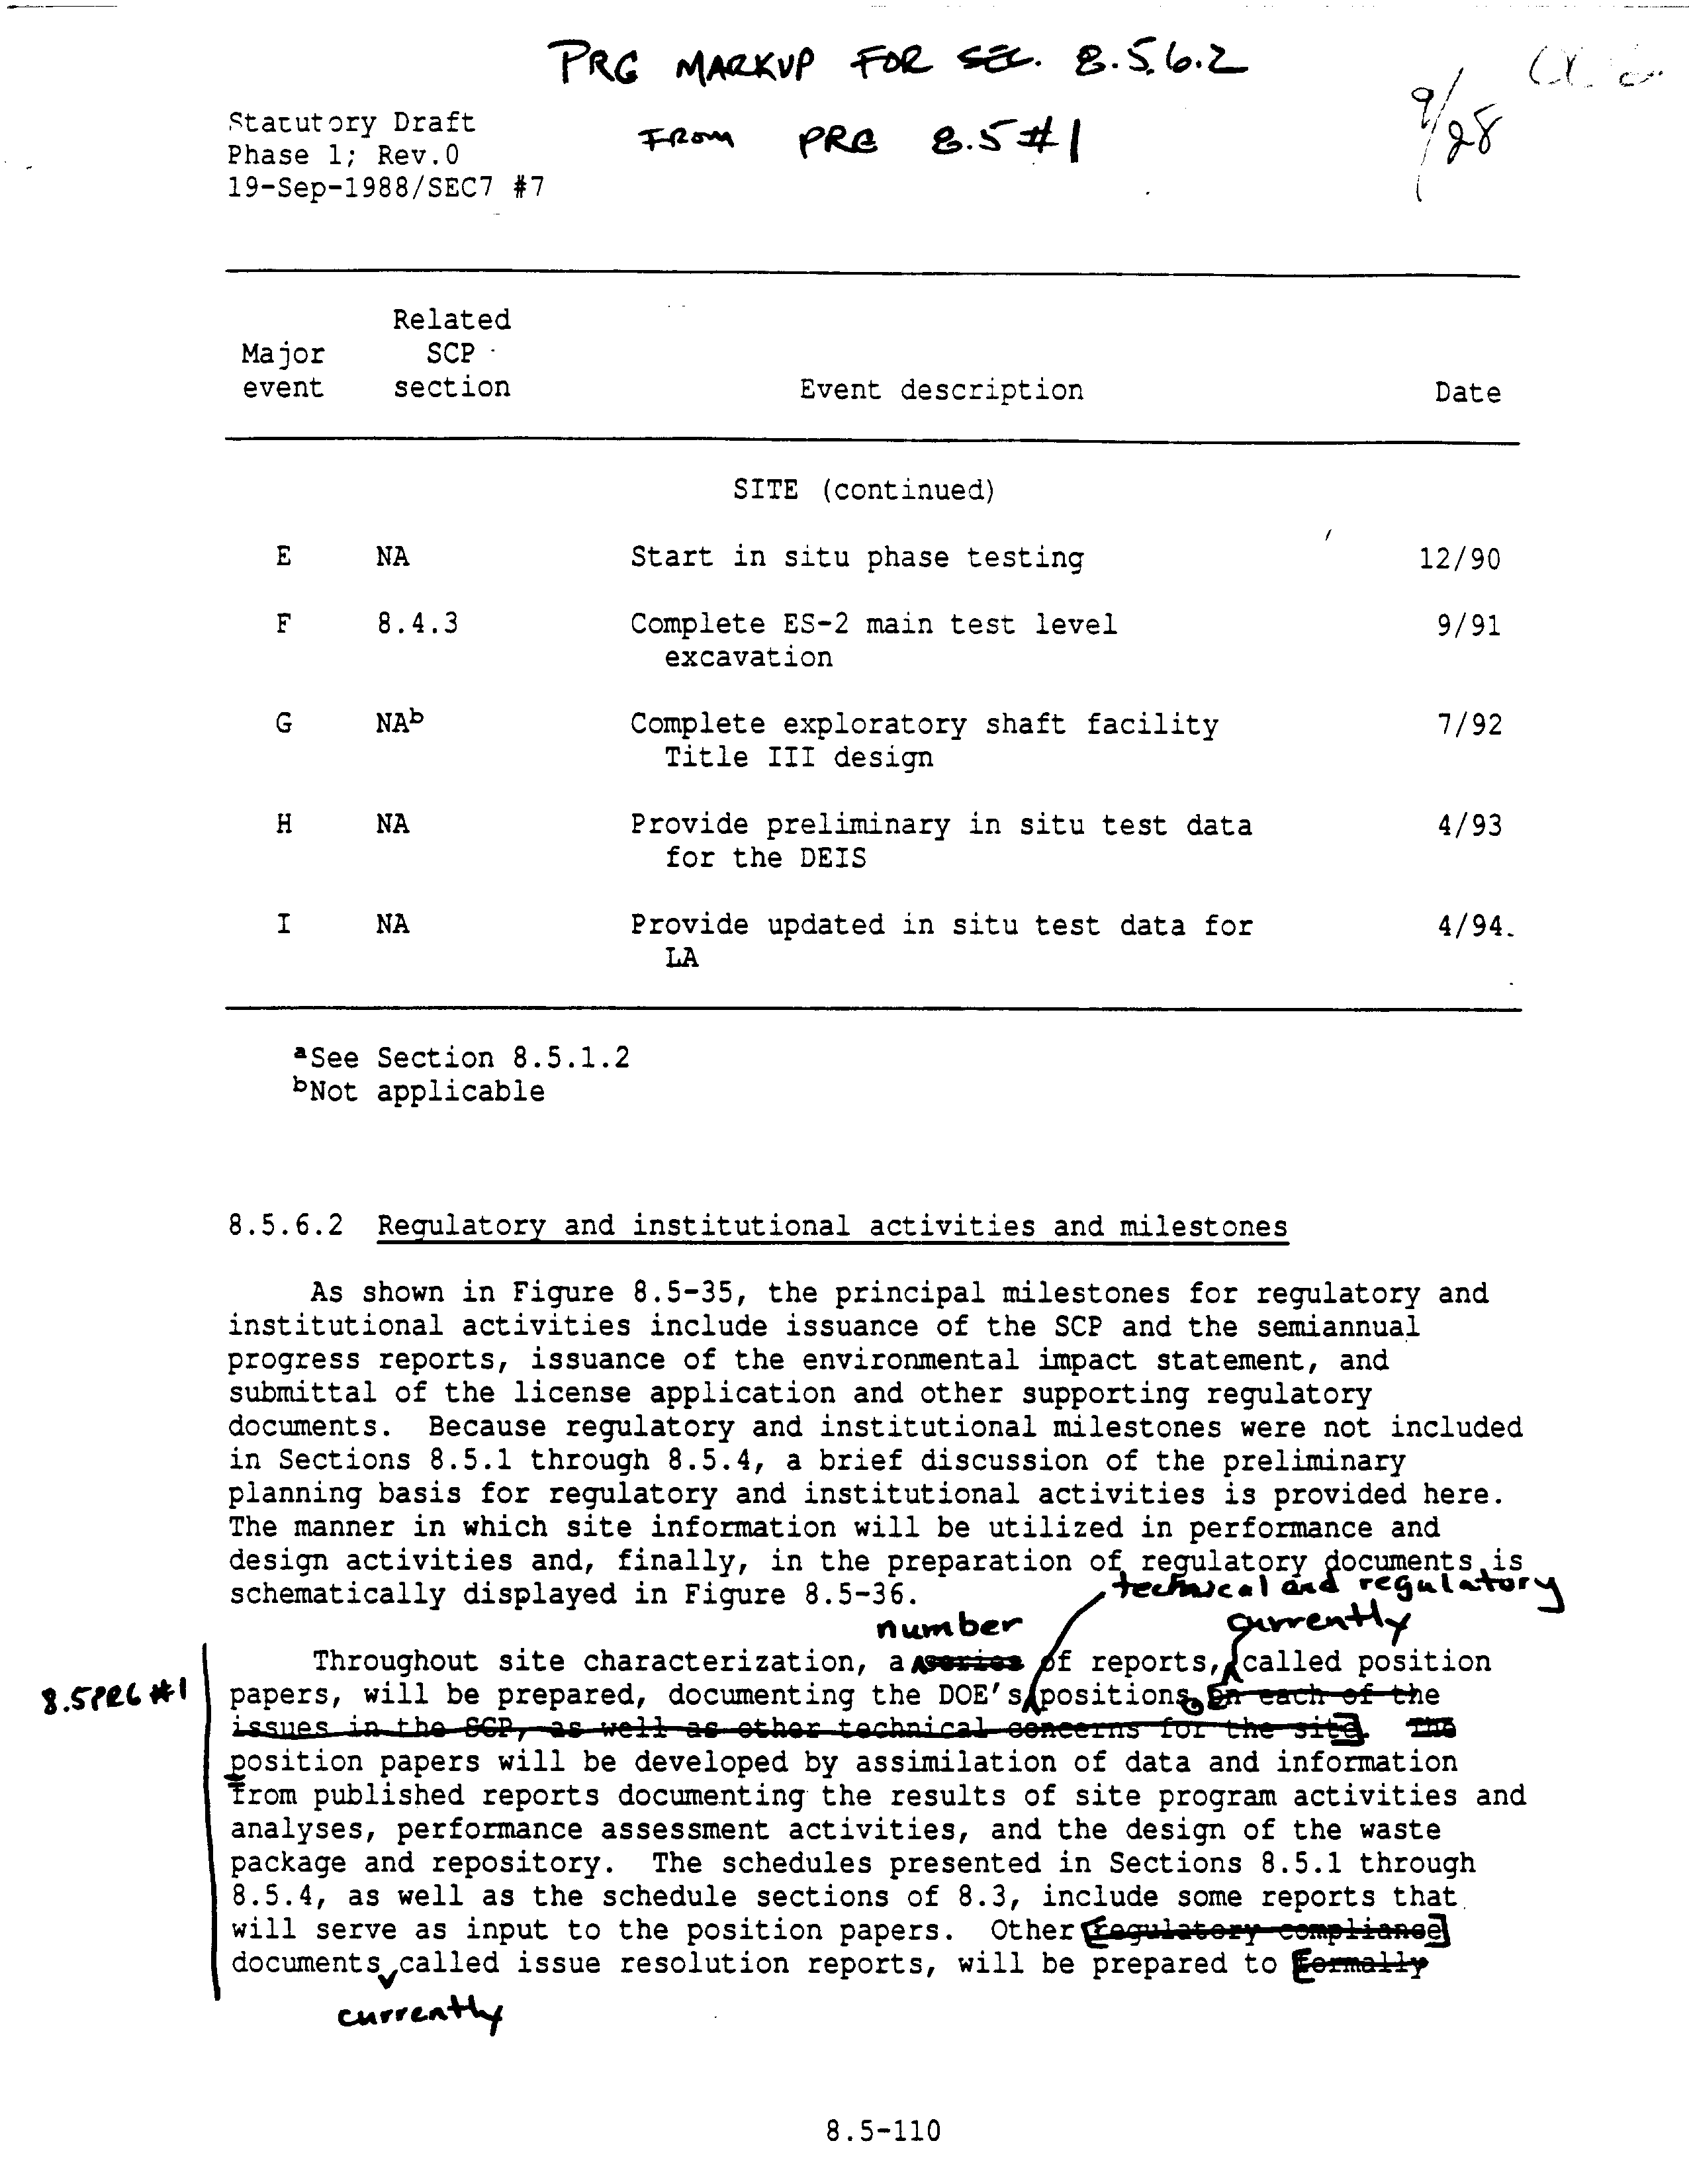 PRG MARKUP FOR SEC. 8.5.6.2
FROM PRG 8.5 #1
9/28
Statutory Draft
Phase 1; Rev.0
19-Sep-1988/SEC7 #7
Related
Major SCP
event section Event description Date
SITE (continued)
E NA Start in situ phase testing 12/90
F 8.4.3 Complete ES-2 main test level 9/91
excavation
G NAb Complete exploratory shaft facility 7/92
Title III design
H NA Provide preliminary in situ test data 4/93
for the DEIS
I NA Provide updated in situ test data for 4/94
LA
aSee Section 8.5.1.2
bNot applicable
8.5.6.2 Regulatory and institutional activities and milestones
As shown in Figure 8.5-35, the principal milestones for regulatory and
institutional activities include issuance of the SCP and the semiannual
progress reports, issuance of the environmental impact statement, and
submittal of the license application and other supporting regulatory
documents. Because regulatory and institutional milestones were not included
in Sections 8.5.1 through 8.5.4, a brief discussion of the preliminary
planning basis for regulatory and institutional activities is provided here.
The manner in which site information will be utilized in performance and
design activities and, finally, in the preparation of regulatory documents is
schematically displayed in Figure 8.5-36.
technical and regulatory
number currently
Throughout site characterization, a series of reports, called position
8.5PRG #1
papers, will be prepared, documenting the DOE's positions on each of the
issues in the SCP, as well as other technical concerns for the site. The
position papers will be developed by assimilation of data and information
from published reports documenting the results of site program activities and
analyses, performance assessment activities, and the design of the waste
package and repository. The schedules presented in Sections 8.5.1 through
8.5.4, as well as the schedule sections of 8.3, include some reports that
will serve as input to the position papers. Other regulatory compliance
documents called issue resolution reports, will be prepared to formally
currently
8.5-110